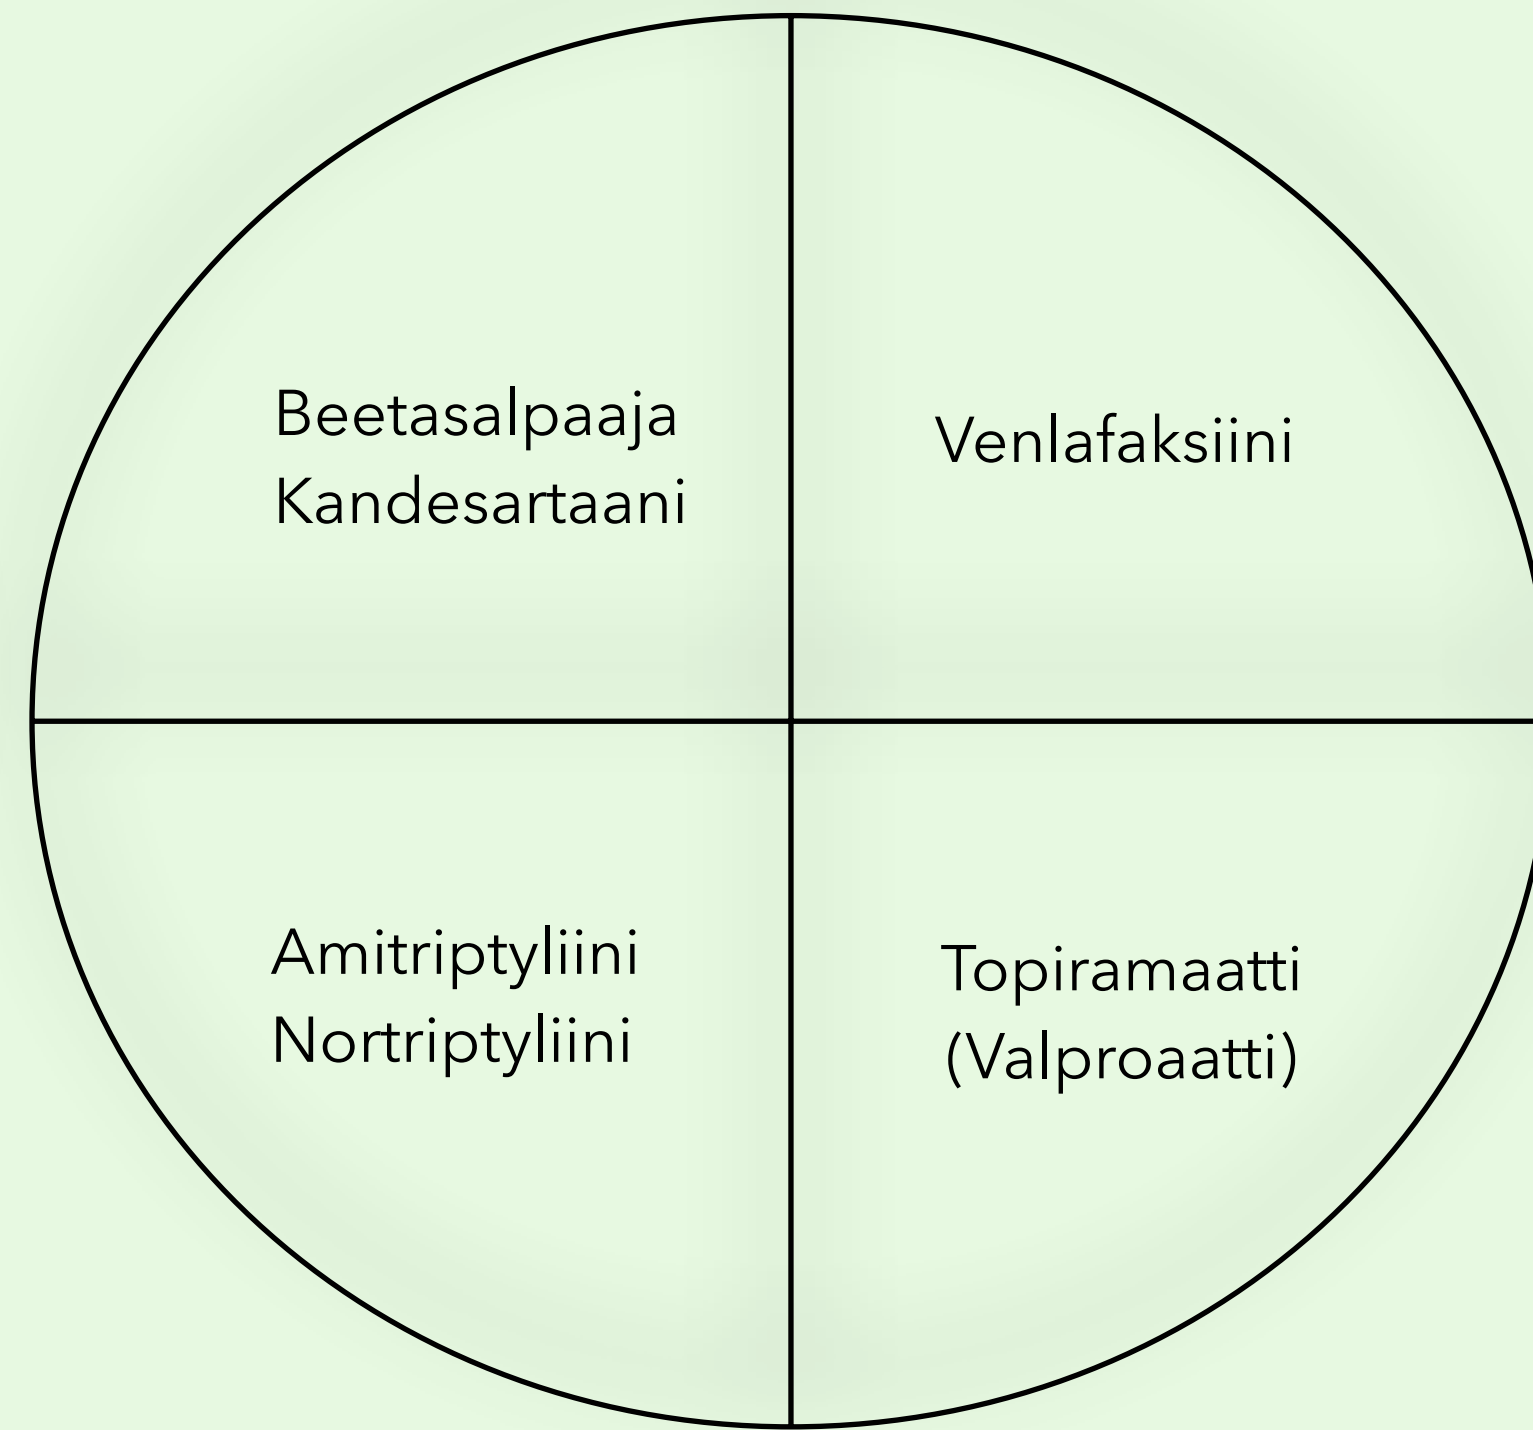 Beetasalpaaja
Kandesartaani
Venlafaksiini
Amitriptyliini
Nortriptyliini
Topiramaatti
(Valproaatti)